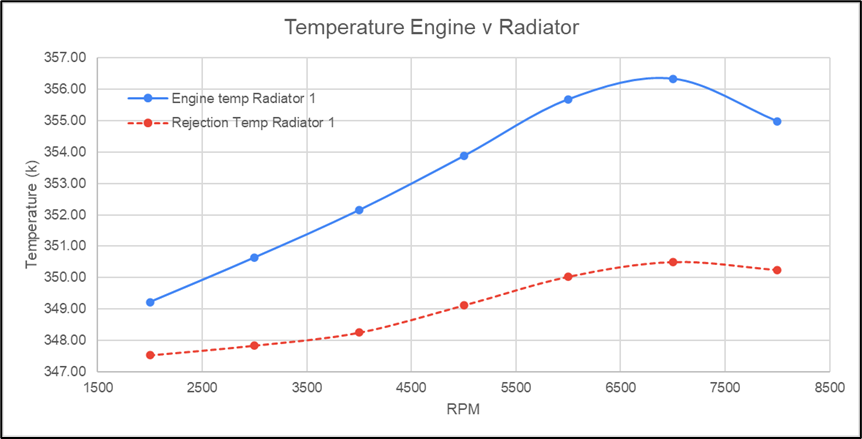 Temperature Engine v Radiator
357.00
356.00
355.00
354.00
353.00
352.00
351.00
350.00
349.00
348.00
347.00
Temperature (k)
Engine temp Radiator 1
Rejection Temp Radiator 1
1500 2500 3500 4500 5500 6500 7500 8500
RPM